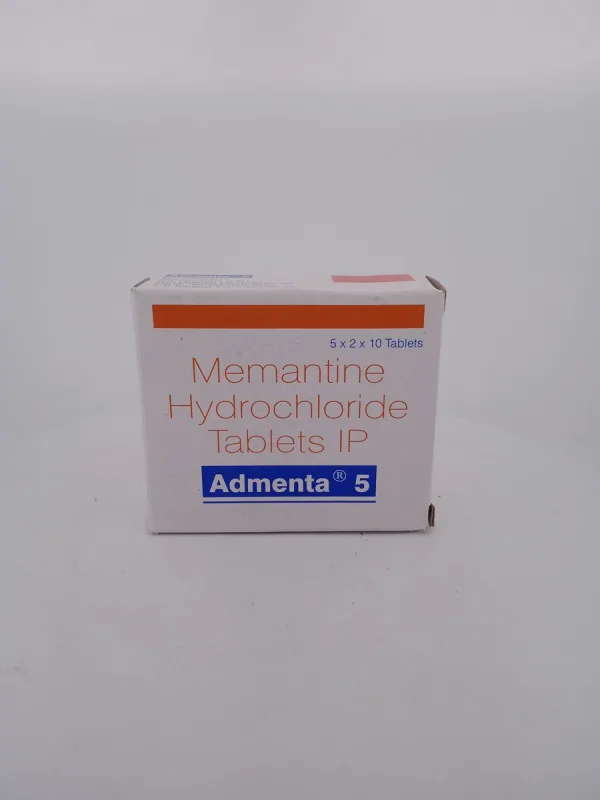 5 x 2 x 10 Tablets
Memantine
Hydrochloride
Tablets IP
Admenta® 5